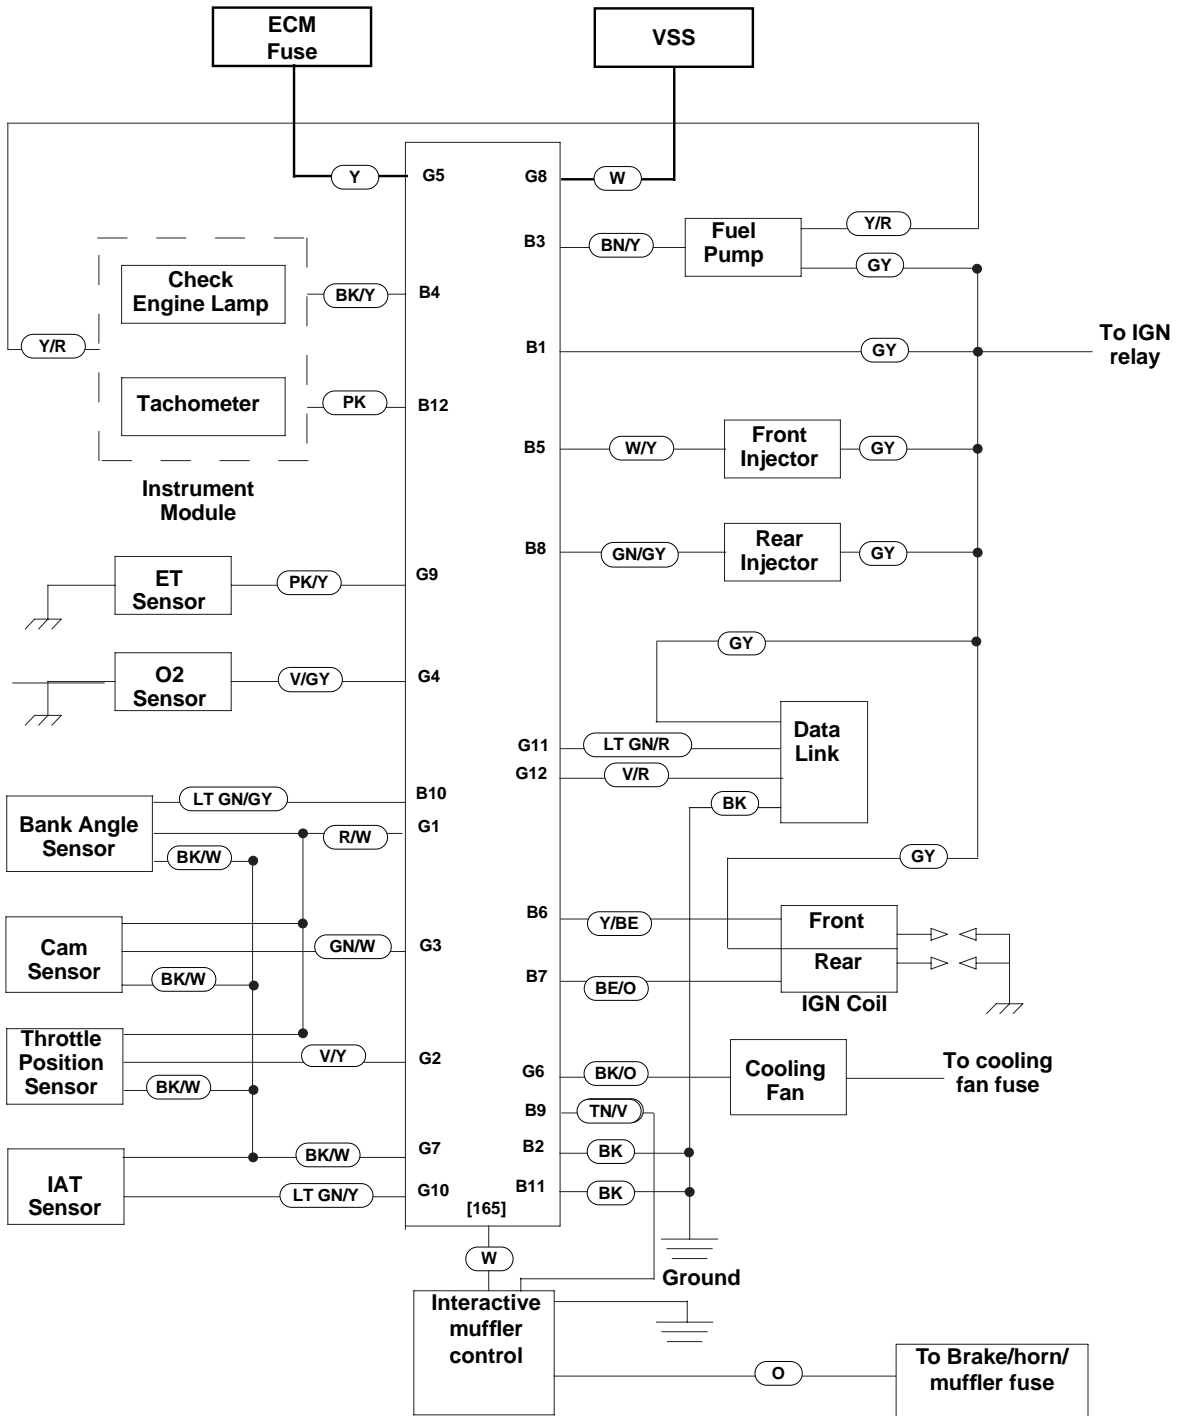 ECM
Fuse
VSS
Y
G5
G8
W
B3
BN/Y
Fuel
Pump
Y/R
GY
Check
Engine Lamp
BK/Y
B4
Y/R
B1
GY
To IGN
relay
Tachometer
PK
B12
B5
W/Y
Front
Injector
GY
Instrument
Module
B8
GN/GY
Rear
Injector
GY
ET
Sensor
PK/Y
G9
GY
O2
Sensor
V/GY
G4
Data
Link
G11
LT GN/R
G12
V/R
BK
Bank Angle
Sensor
LT GN/GY
B10
R/W
G1
BK/W
GY
B6
Y/BE
Front
Rear
IGN Coil
B7
BE/O
Cam
Sensor
GN/W
G3
BK/W
Throttle
Position
Sensor
V/Y
G2
BK/W
G6
BK/O
Cooling
Fan
To cooling
fan fuse
B9
TN/V
B2
BK
B11
BK
Ground
IAT
Sensor
BK/W
G7
LT GN/Y
G10
[165]
W
Interactive
muffler
control
O
To Brake/horn/
muffler fuse